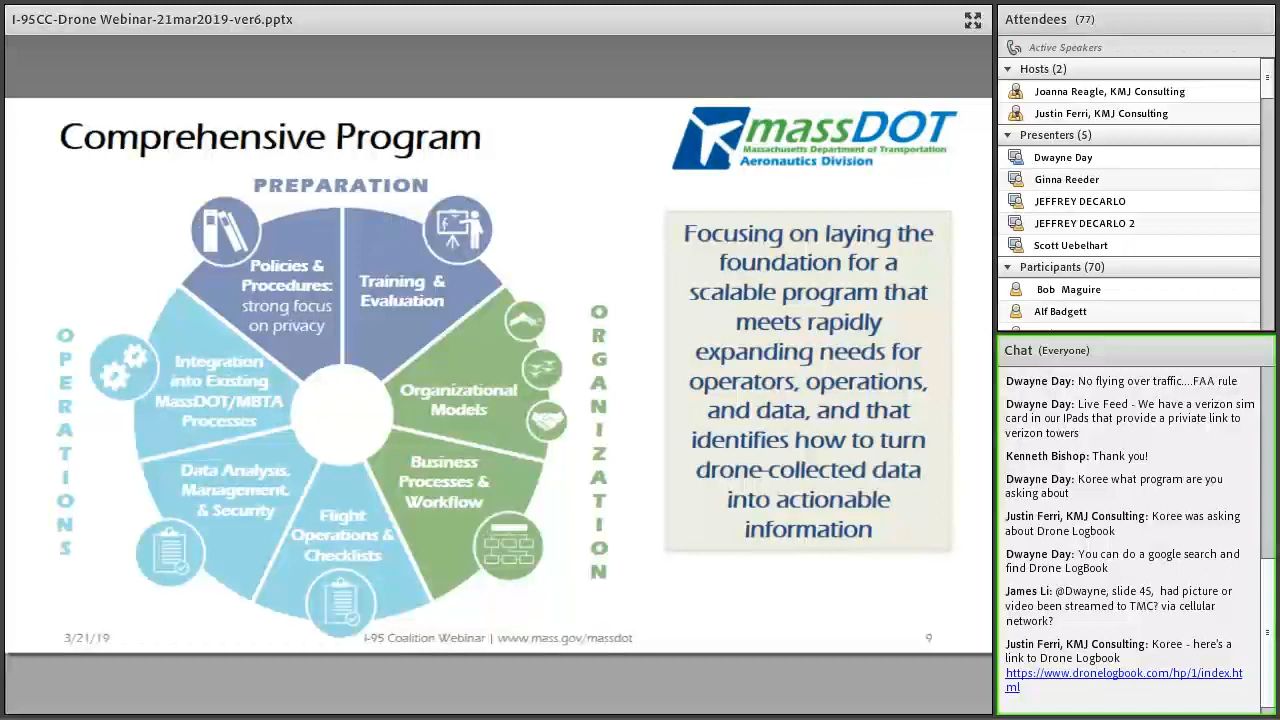 I-95CC-Drone Webinar-21mar2019-ver6.pptx
Comprehensive Program
massDOT
Massachusetts Department of Transportation
Aeronautics Division
PREPARATION
Policies &
Procedures:
strong focus
on privacy
Training &
Evaluation
OPERATIONS
Integration
into Existing
MassDOT/MBTA
Processes
Organizational
Models
ORGANIZATION
Data Analysis,
Management,
& Security
Business
Processes &
Workflow
Flight
Operations &
Checklists
Focusing on laying the
foundation for a
scalable program that
meets rapidly
expanding needs for
operators, operations,
and data, and that
identifies how to turn
drone-collected data
into actionable
information
3/21/19
I-95 Coalition Webinar | www.mass.gov/massdot
9
Attendees (77)
Active Speakers
Hosts (2)
Joanna Reagle, KMJ Consulting
Justin Ferri, KMJ Consulting
Presenters (5)
Dwayne Day
Ginna Reeder
JEFFREY DECARLO
JEFFREY DECARLO 2
Scott Uebelhart
Participants (70)
Bob Maguire
Alf Badgett
Chat (Everyone)
Dwayne Day: No fly over traffic...FAA rule
Dwayne Day: Live Feed - We have a verizon sim
card in our IPads that provide a priviate link to
verizon towers
Kenneth Bishop: Thank you!
Dwayne Day: Koree what program are you
asking about
Justin Ferri, KMJ Consulting: Koree was asking
about Drone Logbook
Dwayne Day: You can do a google search and
find Drone LogBook
James Li: @Dwayne, slide 45, had picture or
video been streamed to TMC? via cellular
network?
Justin Ferri, KMJ Consulting: Koree - here's a
link to Drone Logbook
https://www.dronelogbook.com/hp/1/index.ht
ml